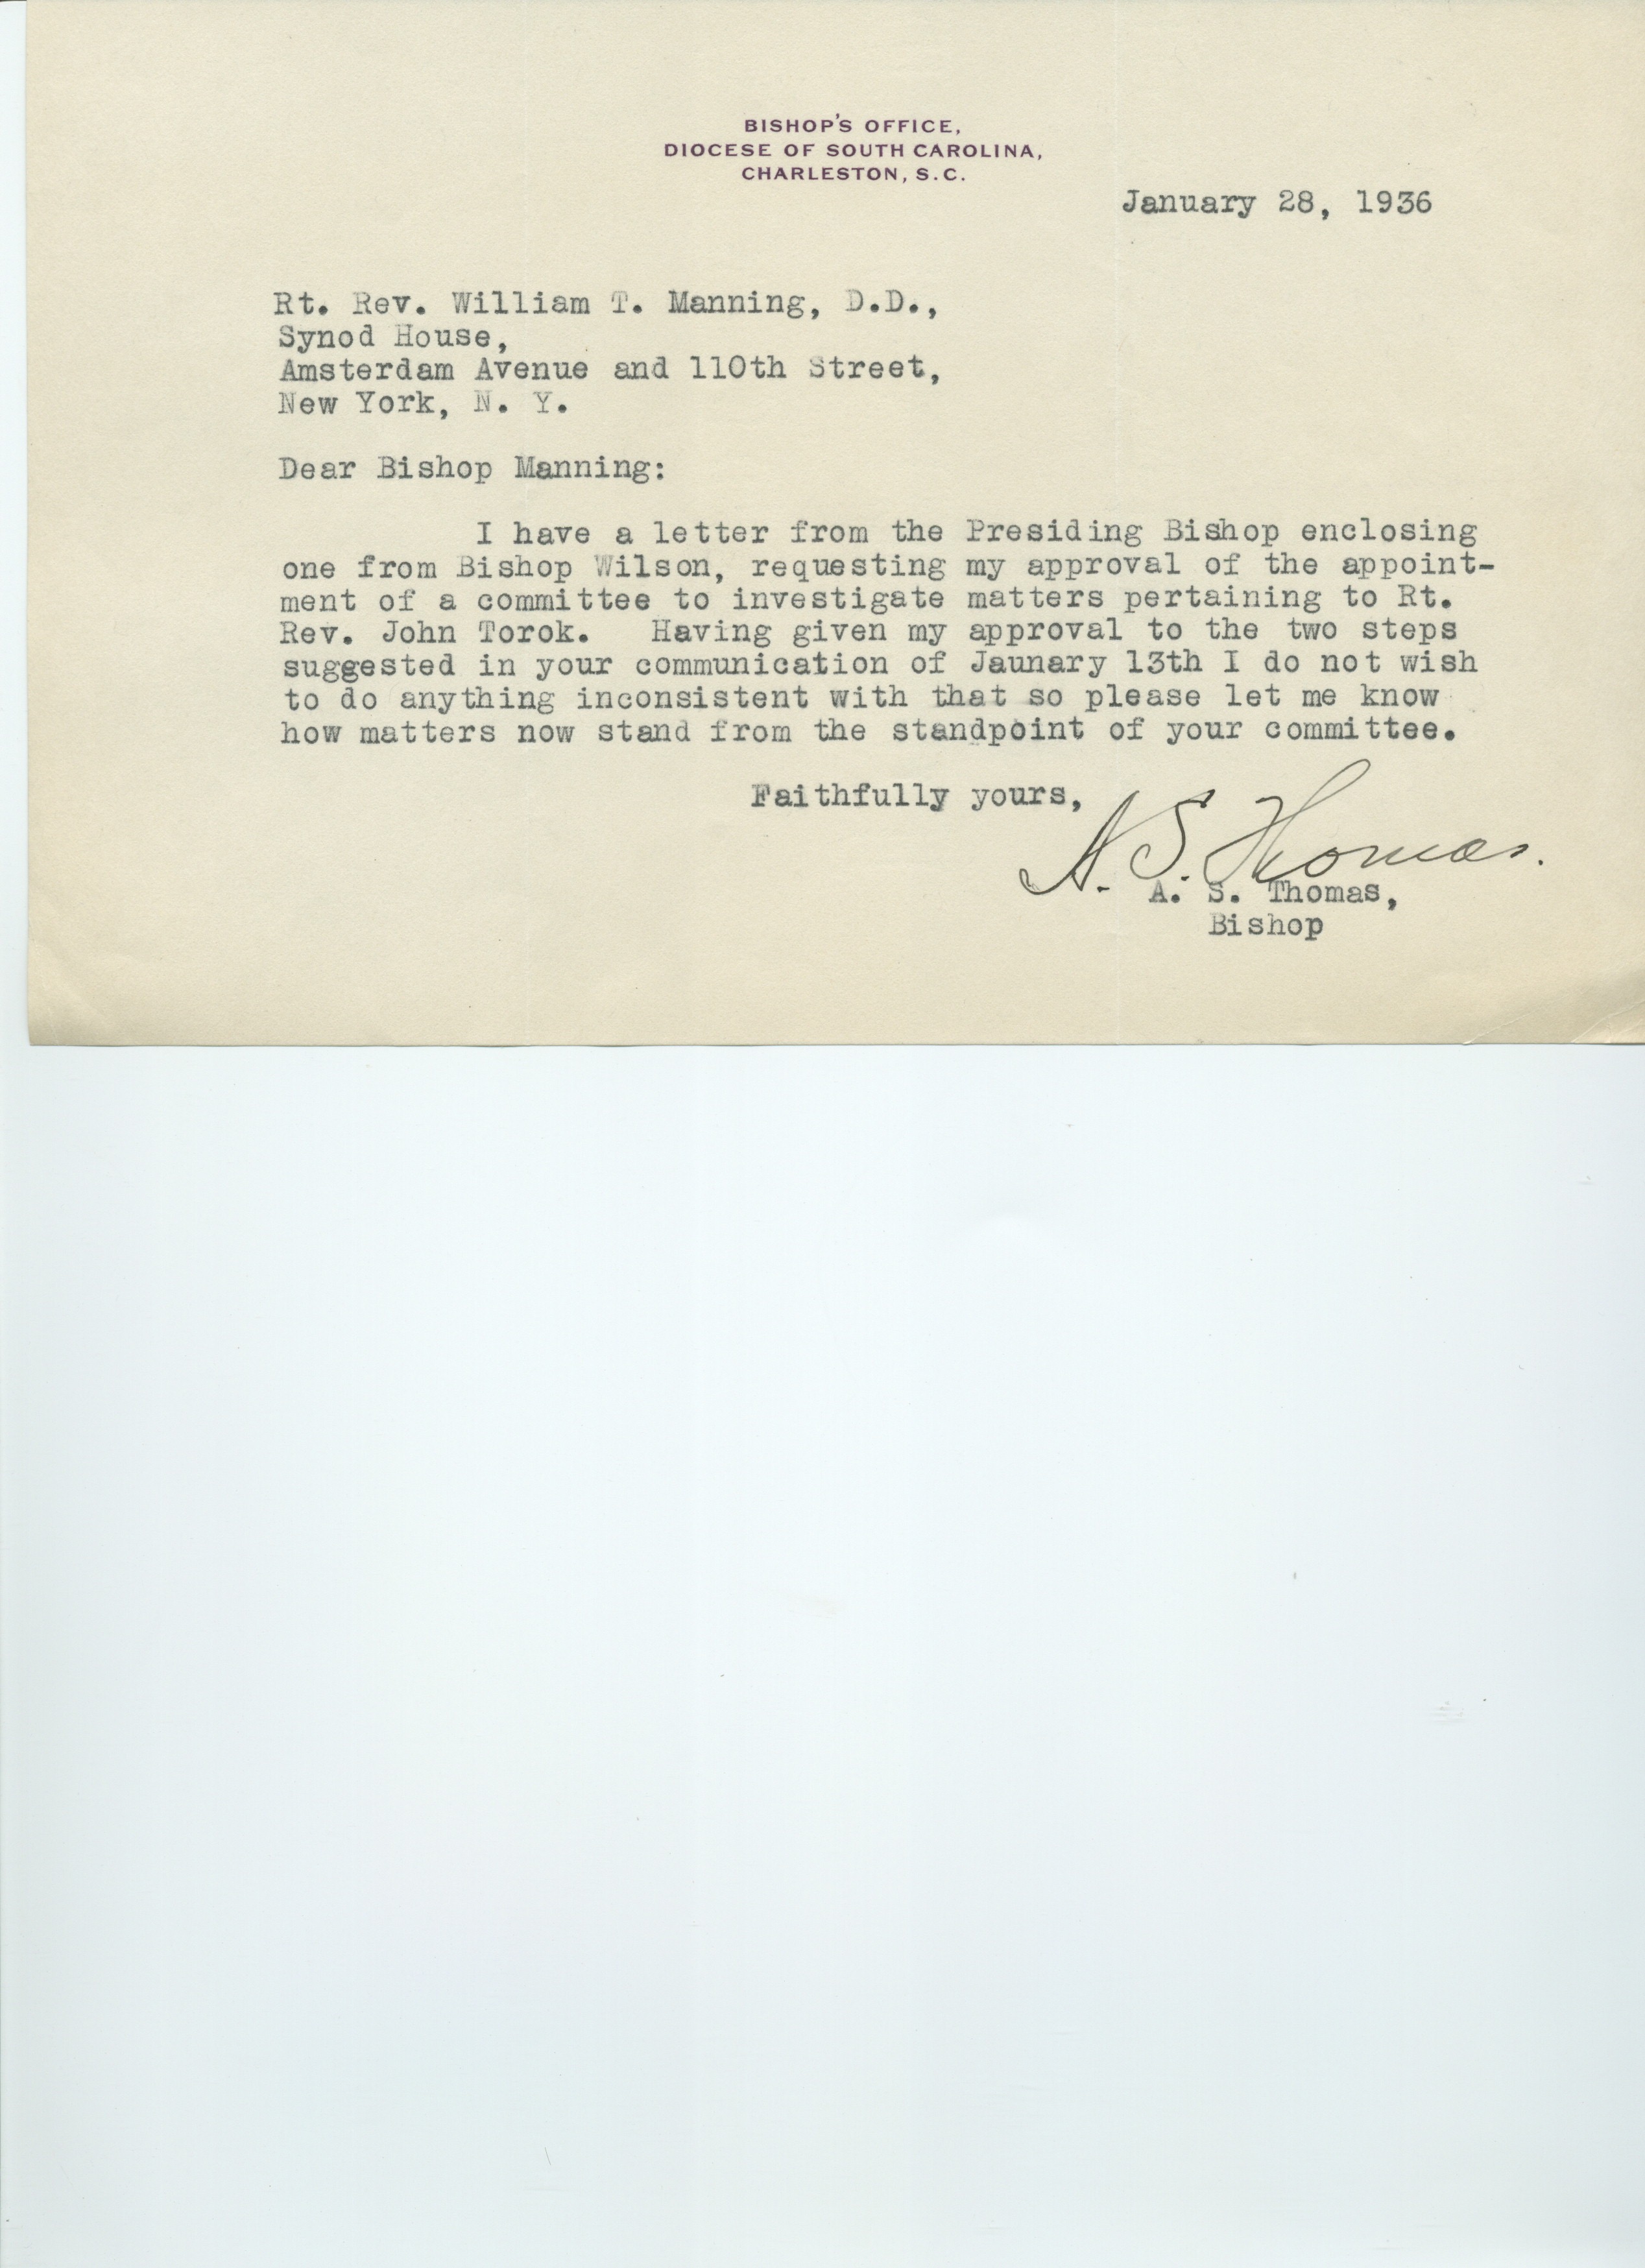 BISHOP'S OFFICE,
DIOCESE OF SOUTH CAROLINA,
CHARLESTON, S.C.
January 28, 1936
Rt. Rev. William T. Manning, D.D.,
Synod House,
Amsterdam Avenue and 110th Street,
New York, N. Y.
Dear Bishop Manning:
I have a letter from the Presiding Bishop enclosing
one from Bishop Wilson, requesting my approval of the appoint-
ment of a committee to investigate matters pertaining to Rt.
Rev. John Torok. Having given my approval to the two steps
suggested in your communication of Jaunary 13th I do not wish
to do anything inconsistent with that so please let me know
how matters now stand from the standpoint of your committee.
Faithfully yours,
A. S. Thomas.
A. S. Thomas,
Bishop